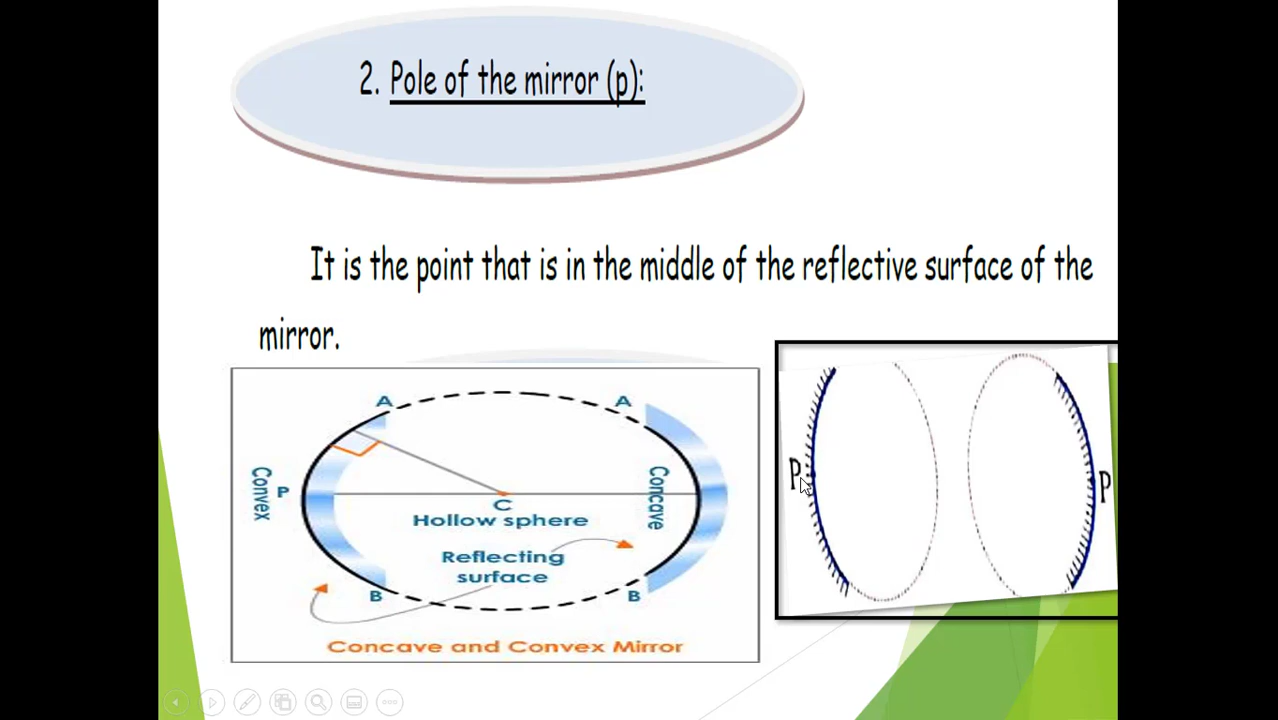 2. Pole of the mirror (p):
It is the point that is in the middle of the reflective surface of the
mirror.
A
A
Convex
P
C
Concave
Hollow sphere
Reflecting
surface
B
B
Concave and Convex Mirror
P
P